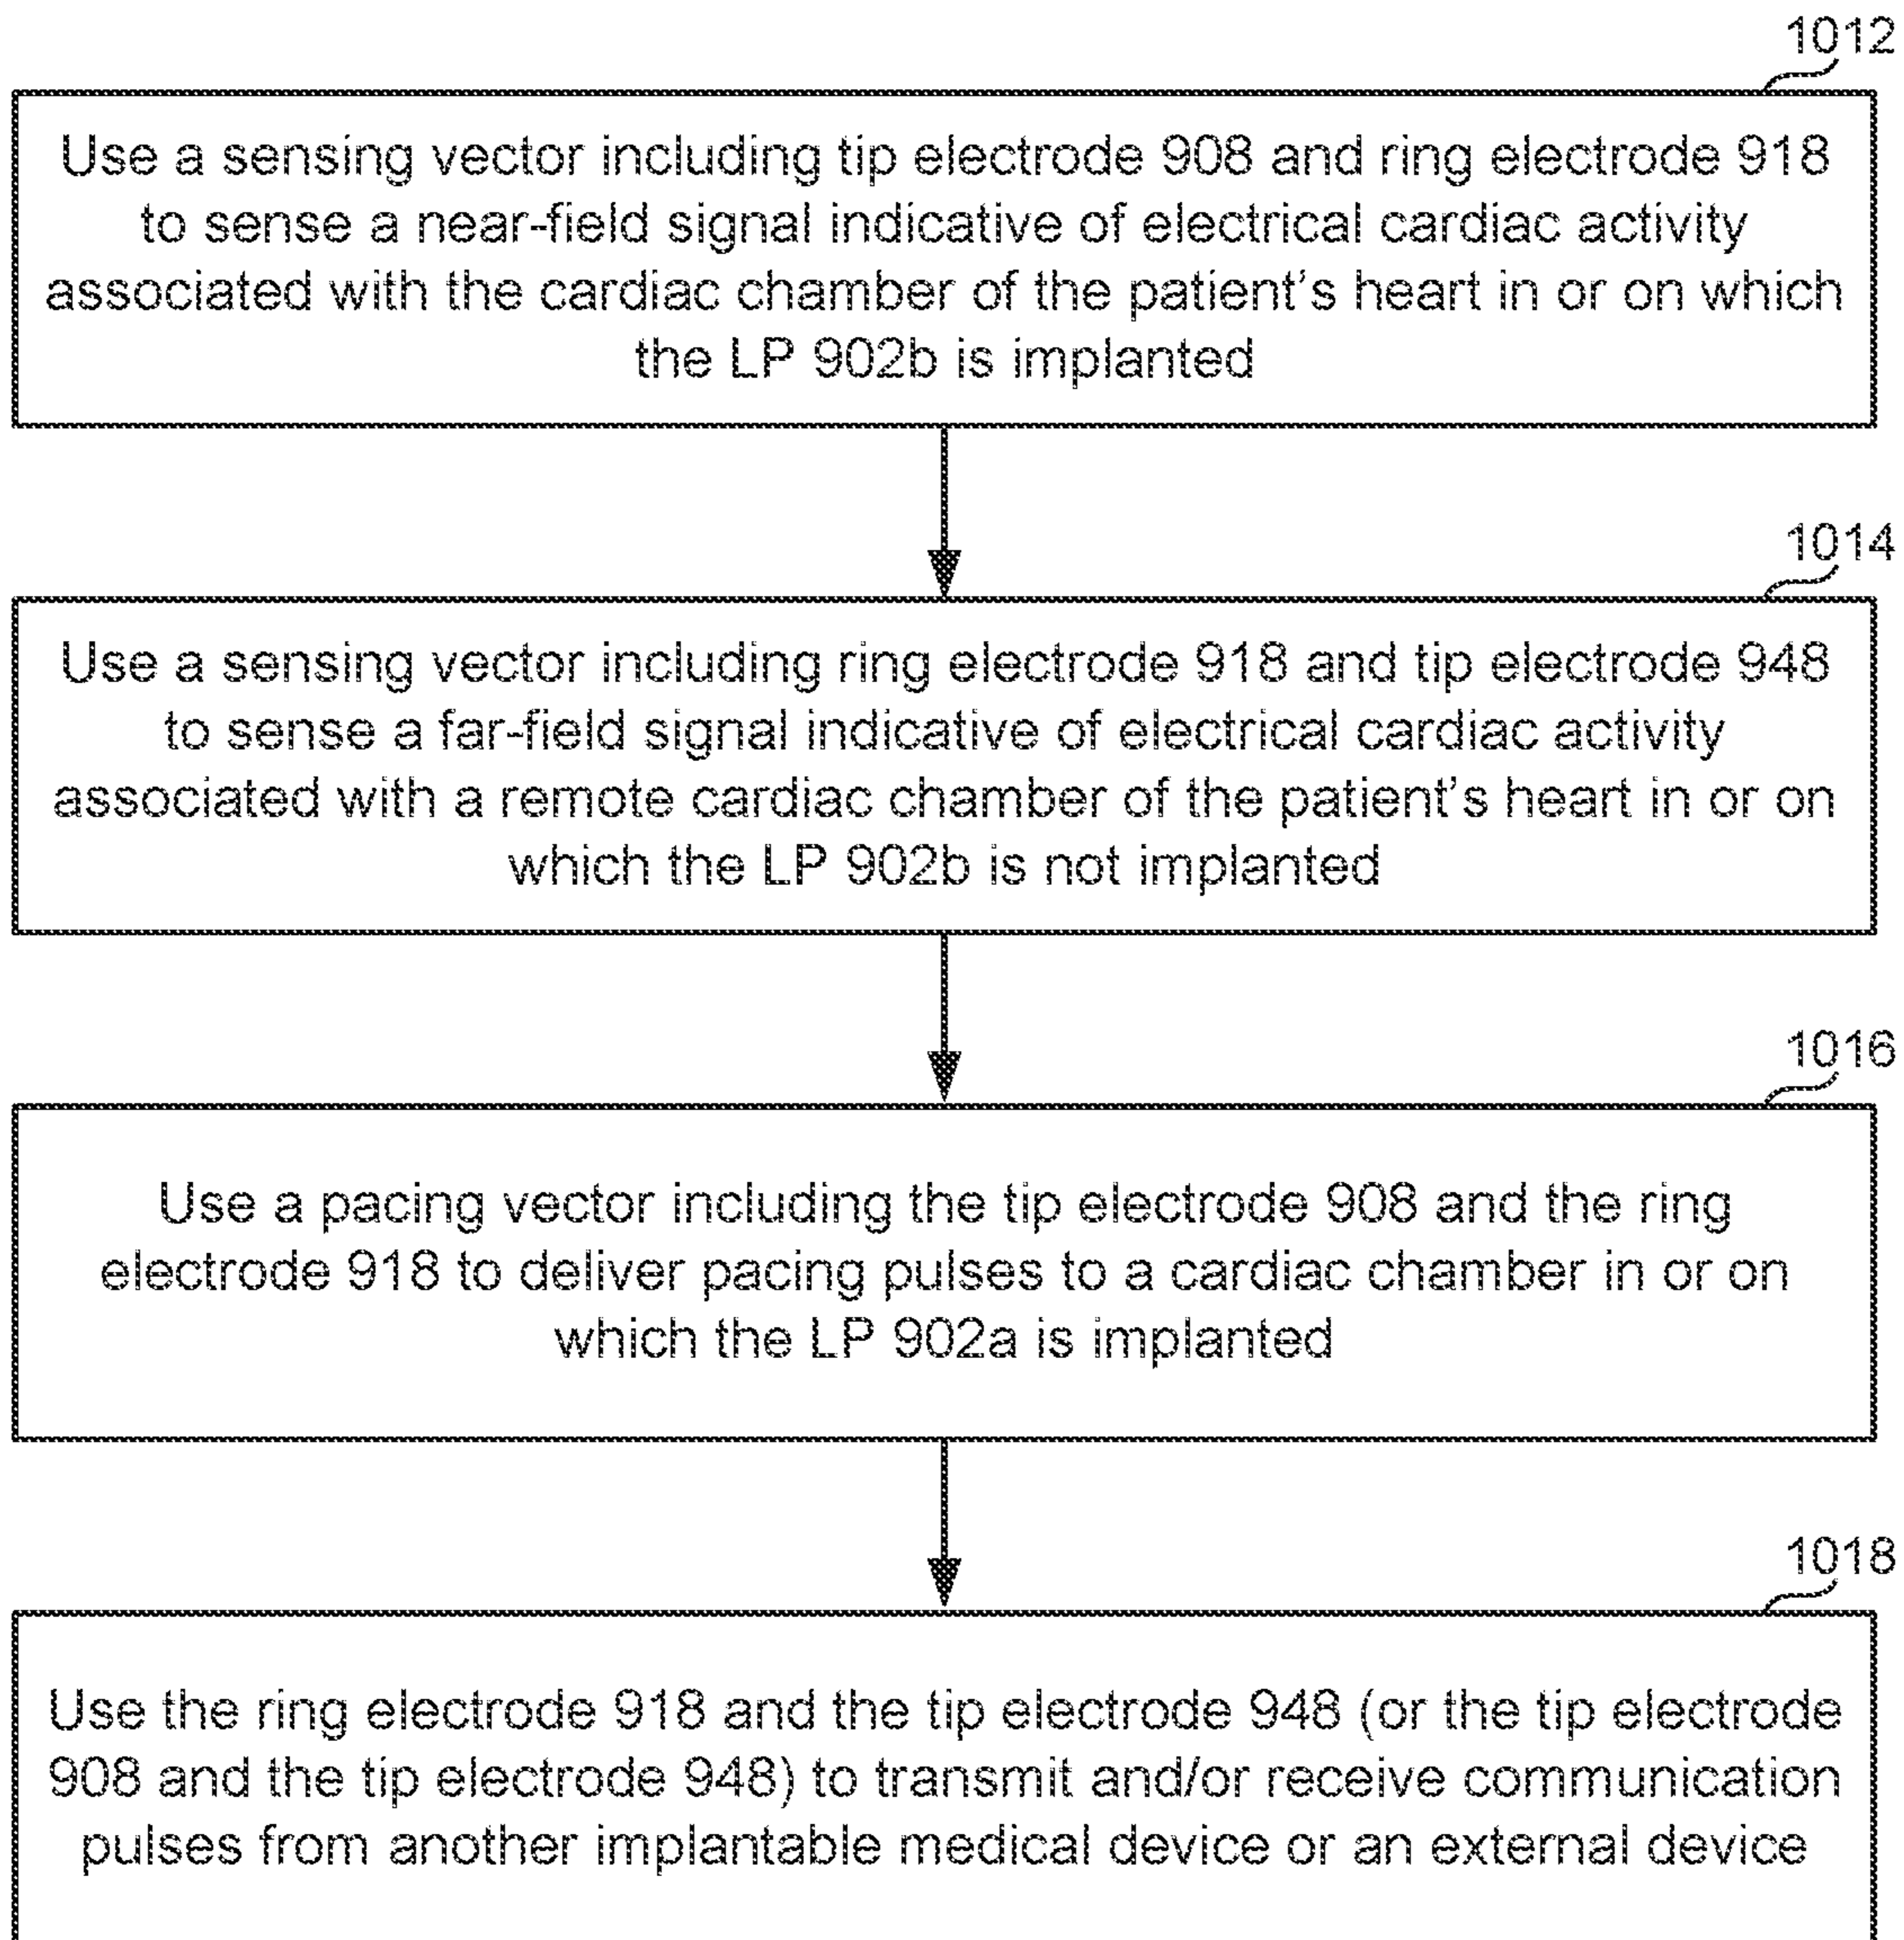 1012
Use a sensing vector including tip electrode 908 and ring electrode 918
to sense a near-field signal indicative of electrical cardiac activity
associated with the cardiac chamber of the patient's heart in or on which
the LP 902b is implanted
1014
Use a sensing vector including ring electrode 918 and tip electrode 948
to sense a far-field signal indicative of electrical cardiac activity
associated with a remote cardiac chamber of the patient's heart in or on
which the LP 902b is not implanted
1016
Use a pacing vector including the tip electrode 908 and the ring
electrode 918 to deliver pacing pulses to a cardiac chamber in or on
which the LP 902a is implanted
1018
Use the ring electrode 918 and the tip electrode 948 (or the tip electrode
908 and the tip electrode 948) to transmit and/or receive communication
pulses from another implantable medical device or an external device